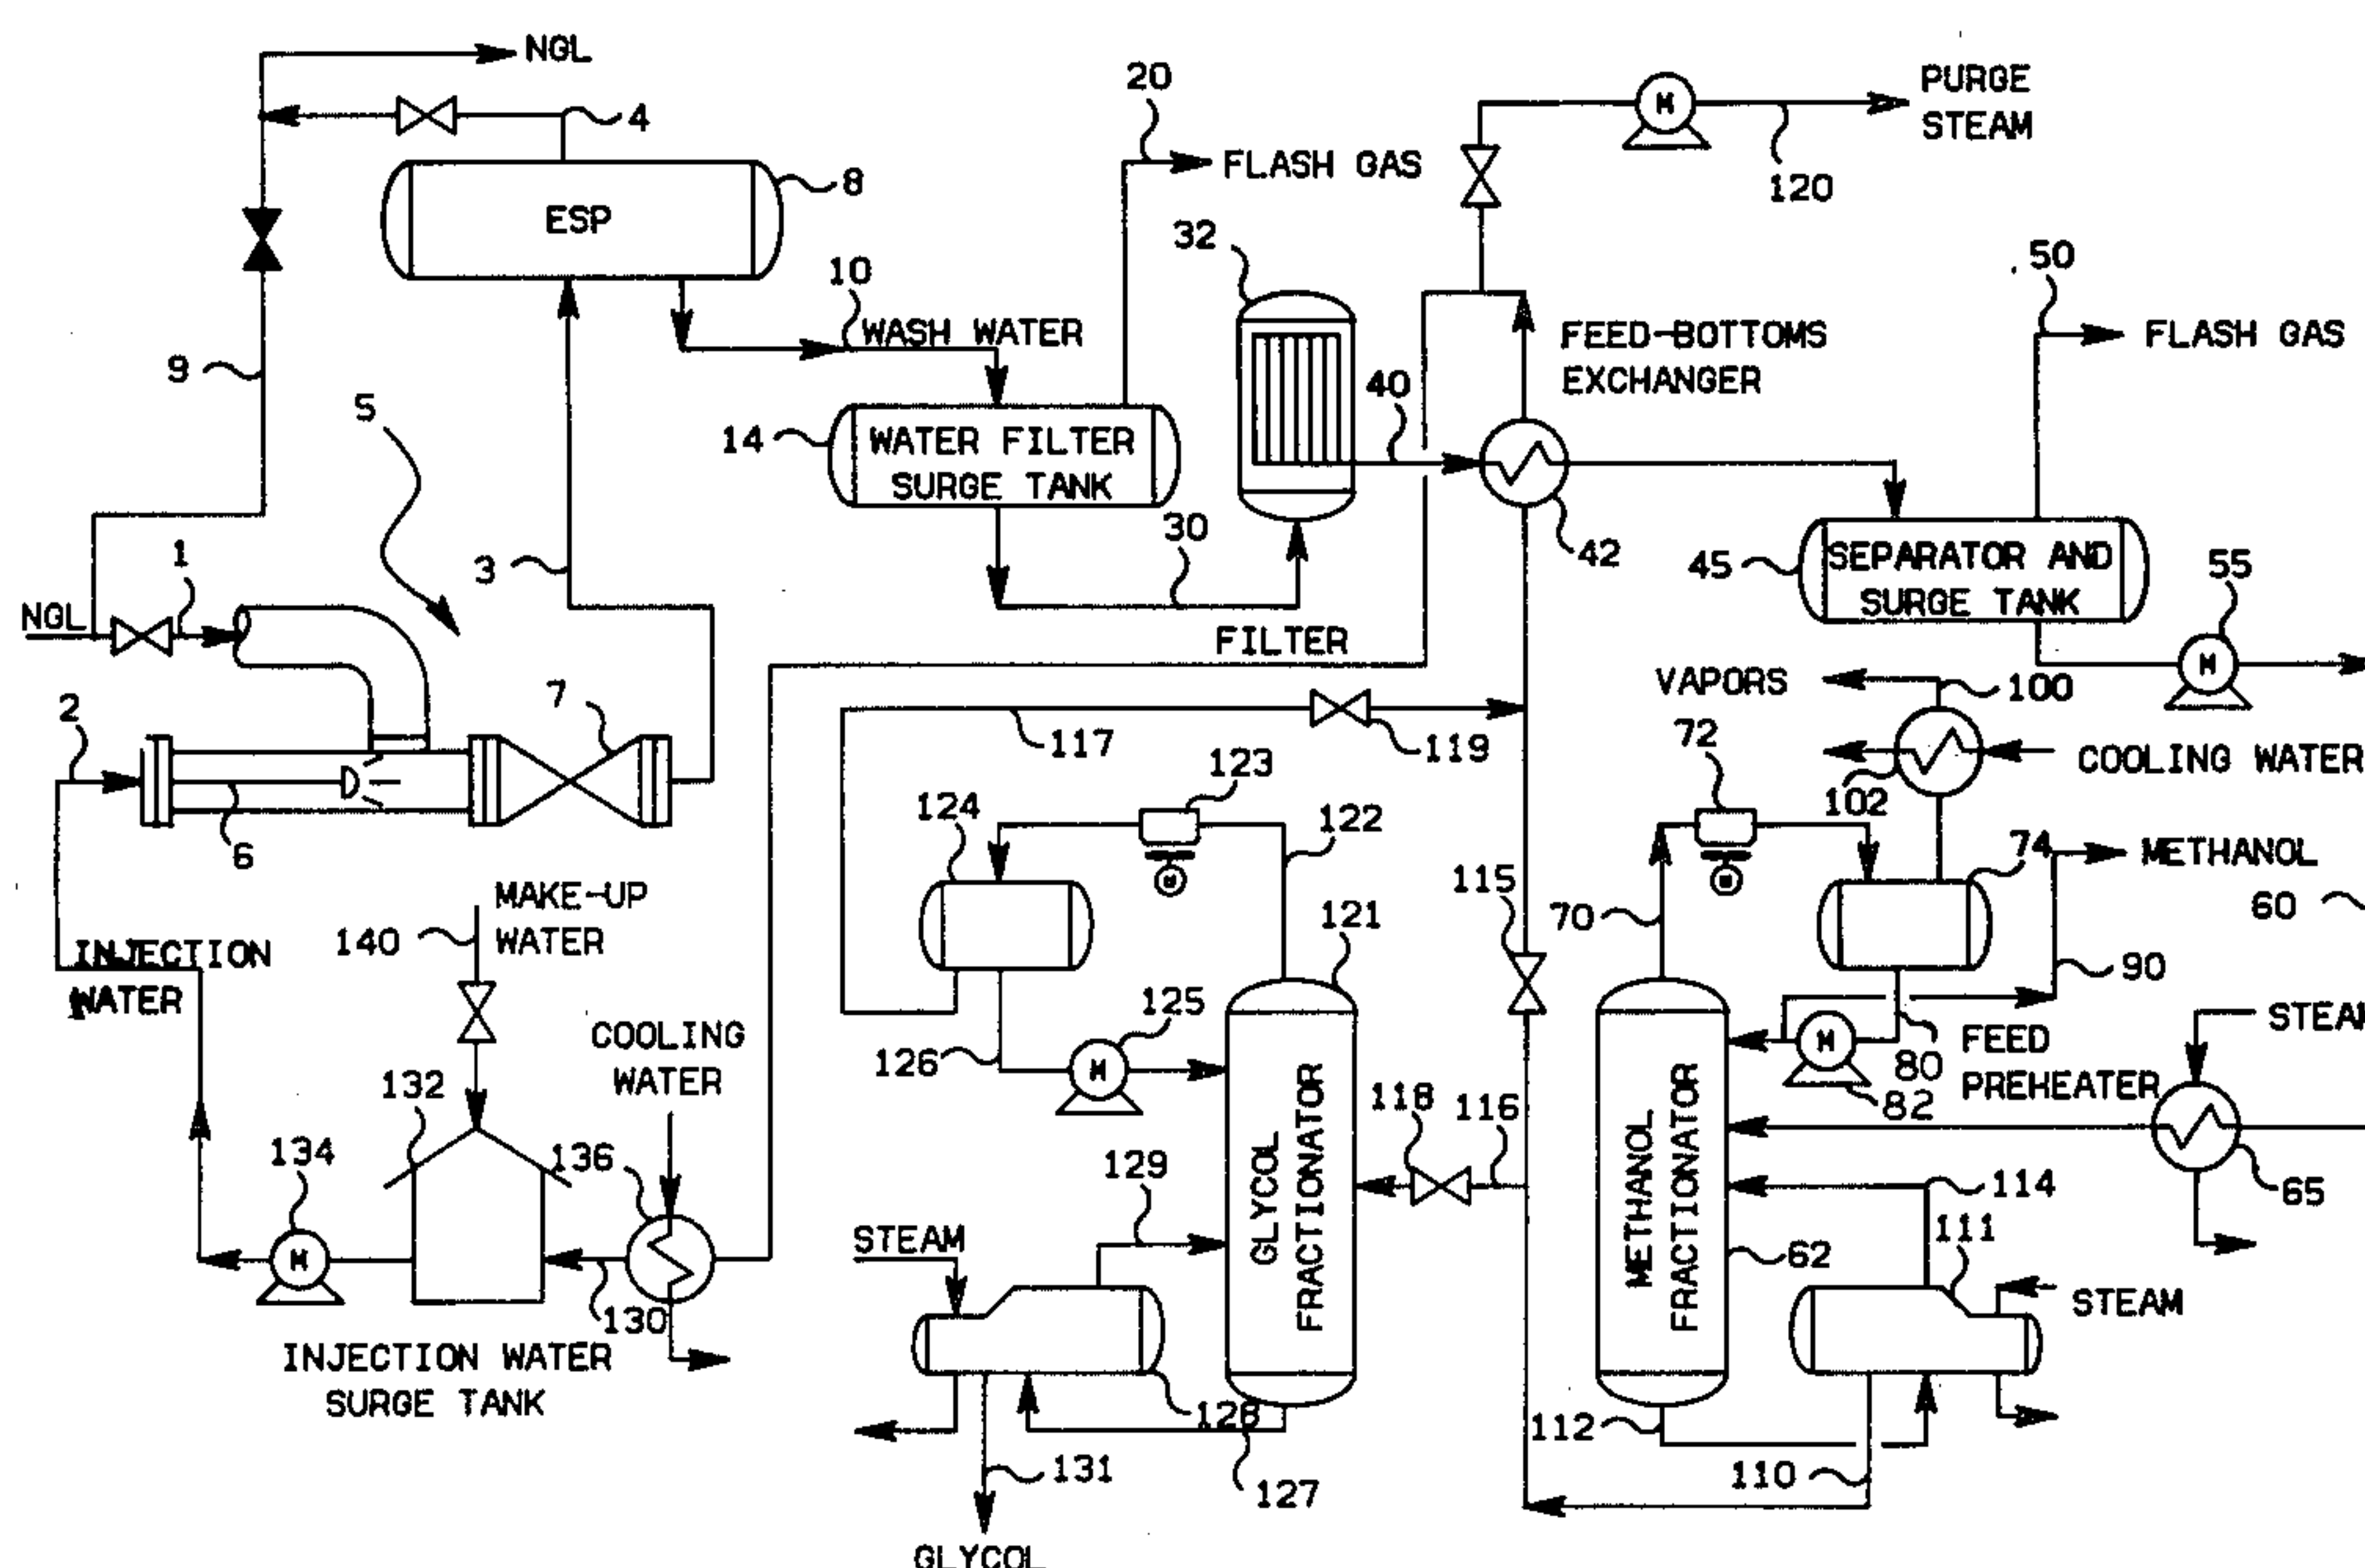 NGL
4
8
ESP
20
FLASH GAS
PURGE
STEAM
120
10
WASH WATER
32
50
FLASH GAS
FEED-BOTTOMS
EXCHANGER
9
5
14
WATER FILTER
SURGE TANK
40
30
42
45
SEPARATOR AND
SURGE TANK
55
M
M
1
3
NGL
FILTER
2
7
6
117
119
VAPORS
100
72
COOLING WATER
102
123
124
122
74
METHANOL
60
115
70
121
90
MAKE-UP
WATER
140
INJECTION
WATER
COOLING
WATER
125
126
M
M
80
FEED
PREHEATER
82
STEAM
132
136
134
M
118
116
129
GLYCOL
FRACTIONATOR
METHANOL
FRACTIONATOR
114
65
111
62
STEAM
STEAM
130
INJECTION WATER
SURGE TANK
128
127
131
112
110
GLYCOL